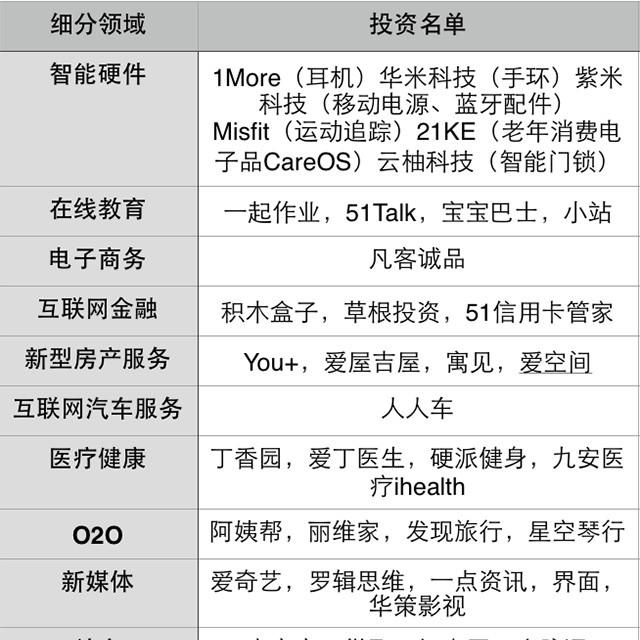 细分领域 投资名单
智能硬件 1More（耳机）华米科技（手环）紫米
科技（移动电源、蓝牙配件）
Misfit（运动追踪）21KE（老年消费电
子品CareOS）云柚科技（智能门锁）
在线教育 一起作业，51Talk，宝宝巴士，小站
电子商务 凡客诚品
互联网金融 积木盒子，草根投资，51信用卡管家
新型房产服务 You+，爱屋吉屋，寓见，爱空间
互联网汽车服务 人人车
医疗健康 丁香园，爱丁医生，硬派健身，九安医
疗ihealth
O2O 阿姨帮，丽维家，发现旅行，星空琴行
新媒体 爱奇艺，罗辑思维，一点资讯，界面，
华策影视